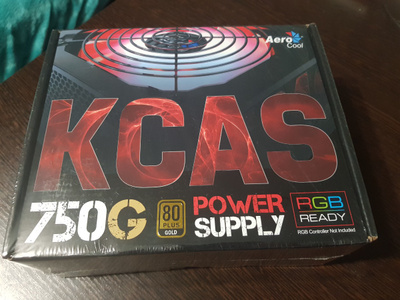 Aero
Cool
KCAS
750G
80
PLUS
GOLD
POWER
SUPPLY
RGB
READY
RGB Controller Not Included